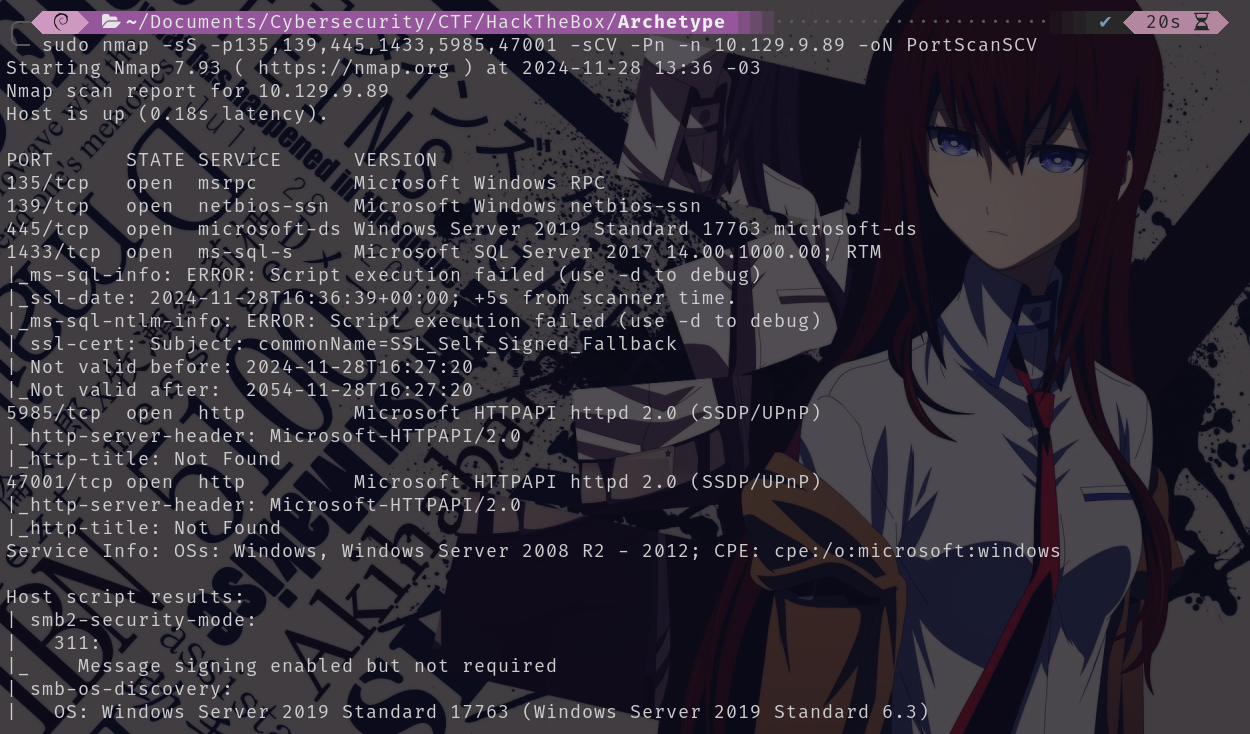 ~/Documents/Cybersecurity/CTF/HackTheBox/Archetype ✔ 20s
sudo nmap -sS -p135,139,445,1433,5985,47001 -sCV -Pn -n 10.129.9.89 -oN PortScanSCV
Starting Nmap 7.93 ( https://nmap.org ) at 2024-11-28 13:36 -03
Nmap scan report for 10.129.9.89
Host is up (0.18s latency).
PORT      STATE SERVICE      VERSION
135/tcp   open  msrpc        Microsoft Windows RPC
139/tcp   open  netbios-ssn  Microsoft Windows netbios-ssn
445/tcp   open  microsoft-ds Windows Server 2019 Standard 17763 microsoft-ds
1433/tcp  open  ms-sql-s     Microsoft SQL Server 2017 14.00.1000.00; RTM
|_ms-sql-info: ERROR: Script execution failed (use -d to debug)
|_ssl-date: 2024-11-28T16:36:39+00:00; +5s from scanner time.
|_ms-sql-ntlm-info: ERROR: Script execution failed (use -d to debug)
| ssl-cert: Subject: commonName=SSL_Self_Signed_Fallback
| Not valid before: 2024-11-28T16:27:20
|_Not valid after:  2054-11-28T16:27:20
5985/tcp  open  http         Microsoft HTTPAPI httpd 2.0 (SSDP/UPnP)
|_http-server-header: Microsoft-HTTPAPI/2.0
|_http-title: Not Found
47001/tcp open  http         Microsoft HTTPAPI httpd 2.0 (SSDP/UPnP)
|_http-server-header: Microsoft-HTTPAPI/2.0
|_http-title: Not Found
Service Info: OSs: Windows, Windows Server 2008 R2 - 2012; CPE: cpe:/o:microsoft:windows
Host script results:
| smb2-security-mode:
|   311:
|_    Message signing enabled but not required
| smb-os-discovery:
|   OS: Windows Server 2019 Standard 17763 (Windows Server 2019 Standard 6.3)